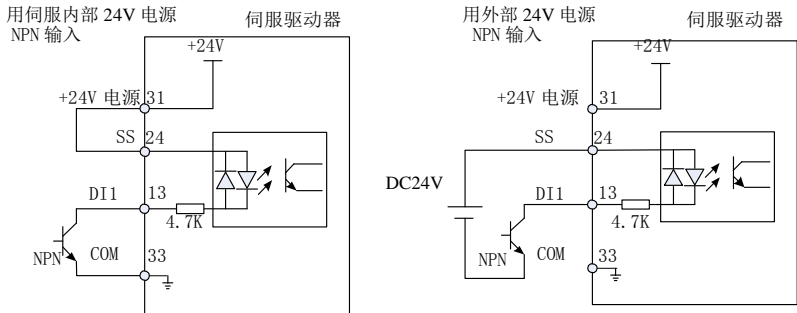 用伺服内部 24V 电源
NPN 输入
伺服驱动器
+24V
+24V 电源 31
SS 24
DI1 13
4.7K
NPN COM 33
用外部 24V 电源
NPN 输入
伺服驱动器
+24V
+24V 电源 31
SS 24
DC24V
DI1 13
4.7K
NPN COM 33